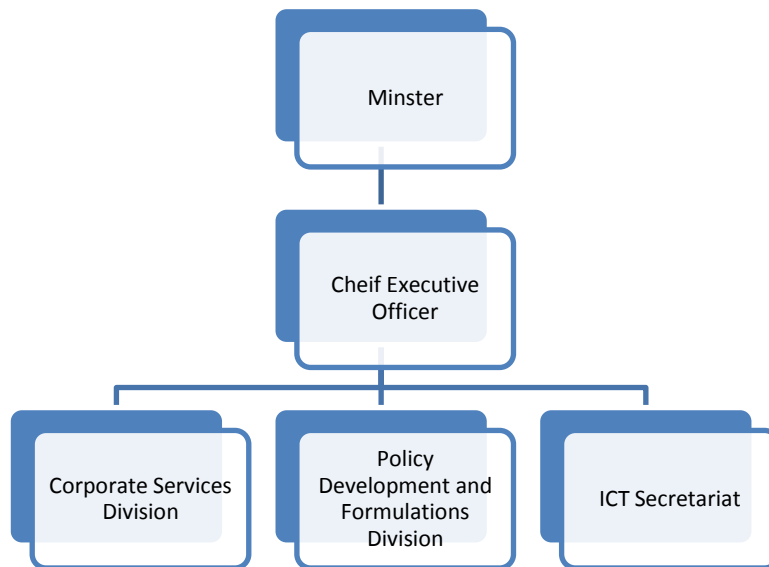 Minster
Cheif Executive
Officer
Corporate Services
Division
Policy
Development and
Formulations
Division
ICT Secretariat